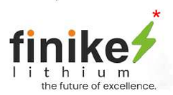 finike
lithium
the future of excellence.